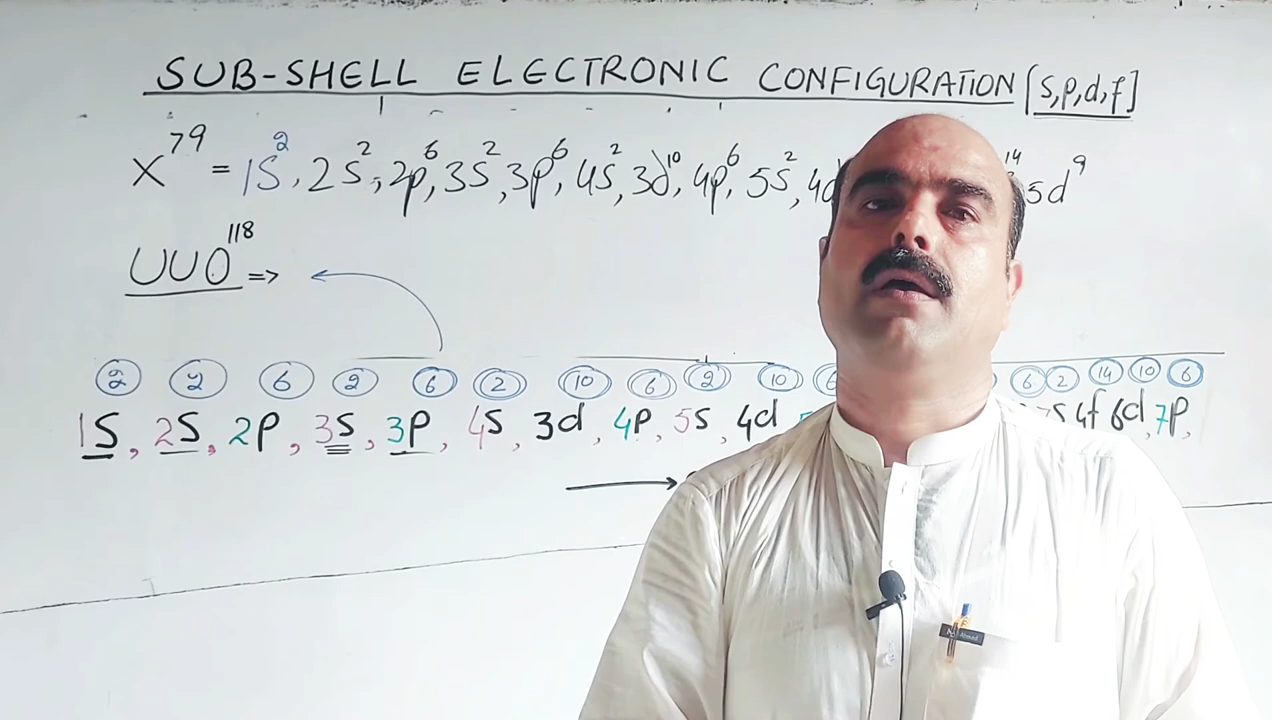 SUB-SHELL ELECTRONIC CONFIGURATION [s,p,d,f]
X⁷⁹ = 1S², 2S², 2p⁶, 3S², 3p⁶, 4S², 3d¹⁰, 4p⁶, 5S², 4d ¹⁴ 5d⁹
UUO¹¹⁸ =>
2 2 6 2 6 2 10 6 2 10 6 6 2 14 10 6
1S, 2S, 2P, 3S, 3P, 4S, 3d, 4P, 5S, 4d S 4f 6d, 7P,
Ahmed